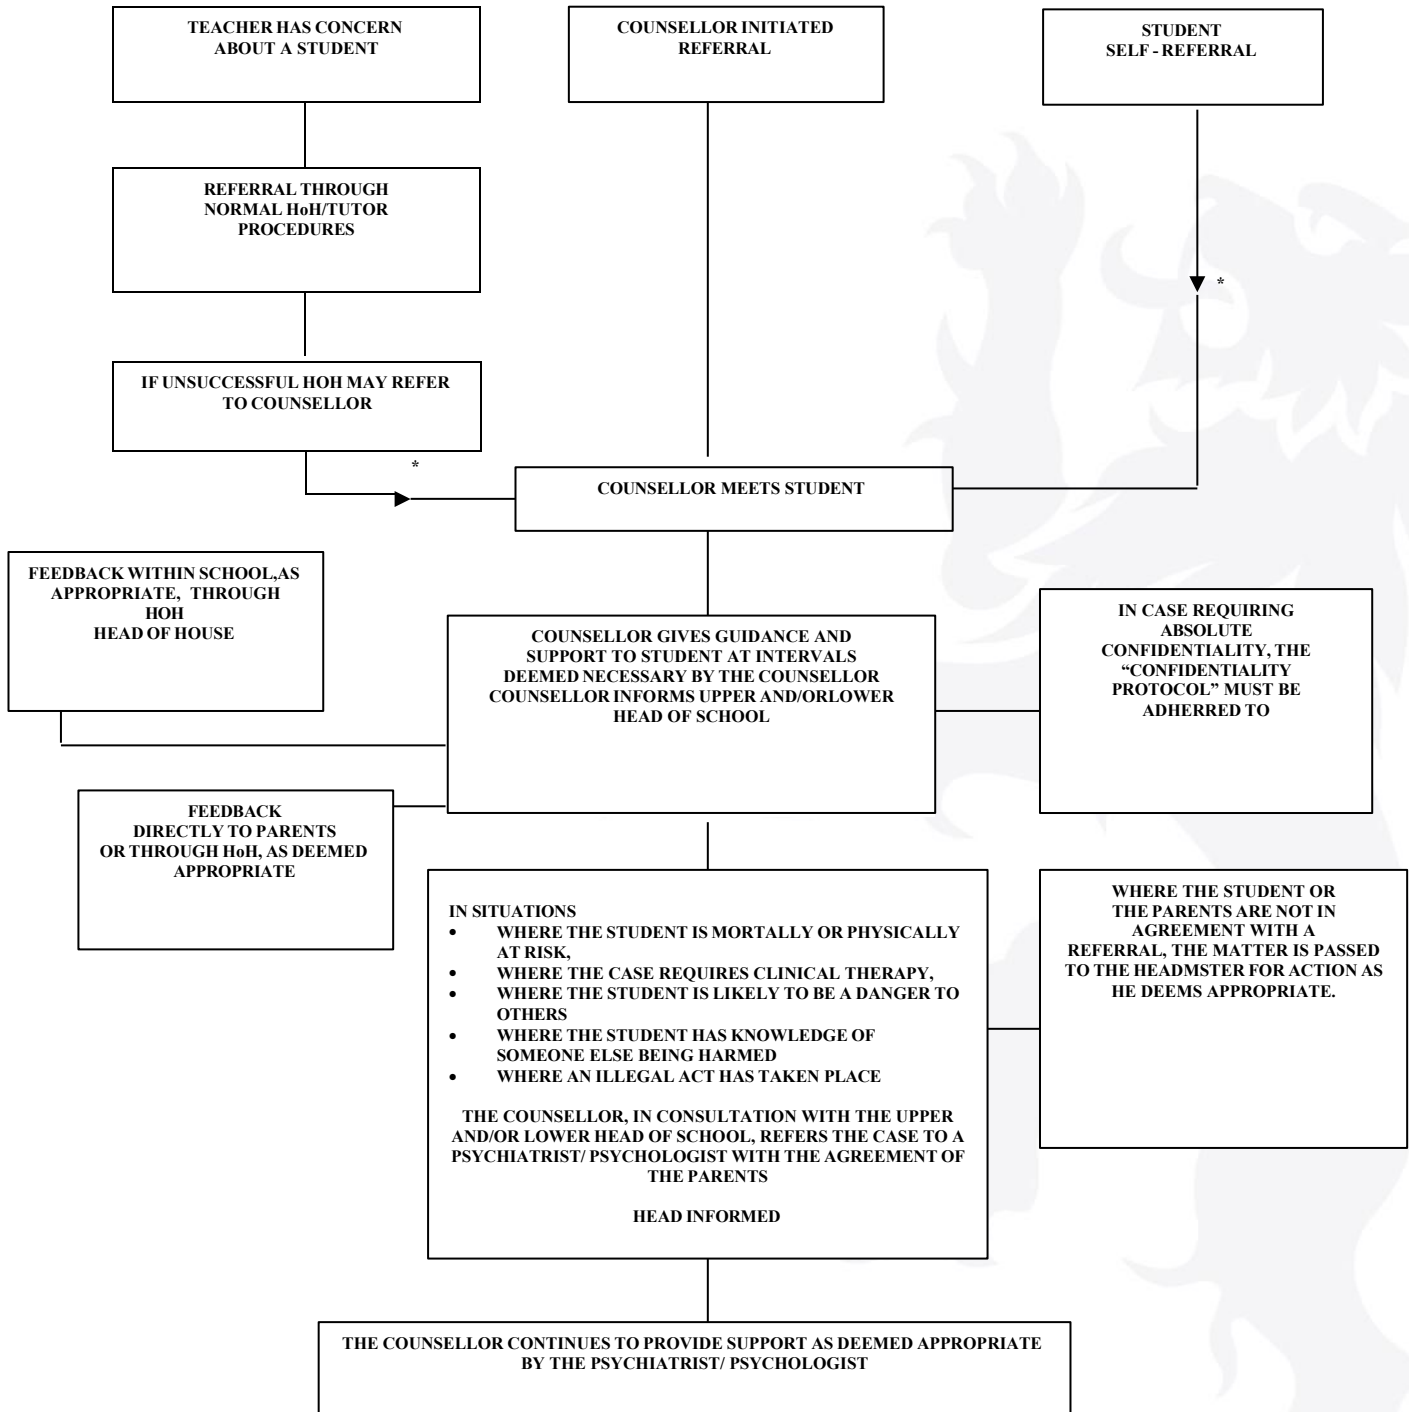 TEACHER HAS CONCERN
ABOUT A STUDENT
COUNSELLOR INITIATED
REFERRAL
STUDENT
SELF - REFERRAL
REFERRAL THROUGH
NORMAL HoH/TUTOR
PROCEDURES
*
IF UNSUCCESSFUL HOH MAY REFER
TO COUNSELLOR
*
COUNSELLOR MEETS STUDENT
FEEDBACK WITHIN SCHOOL,AS
APPROPRIATE, THROUGH
HOH
HEAD OF HOUSE
COUNSELLOR GIVES GUIDANCE AND
SUPPORT TO STUDENT AT INTERVALS
DEEMED NECESSARY BY THE COUNSELLOR
COUNSELLOR INFORMS UPPER AND/ORLOWER
HEAD OF SCHOOL
IN CASE REQUIRING
ABSOLUTE
CONFIDENTIALITY, THE
“CONFIDENTIALITY
PROTOCOL” MUST BE
ADHERRED TO
FEEDBACK
DIRECTLY TO PARENTS
OR THROUGH HoH, AS DEEMED
APPROPRIATE
IN SITUATIONS
• WHERE THE STUDENT IS MORTALLY OR PHYSICALLY
AT RISK,
• WHERE THE CASE REQUIRES CLINICAL THERAPY,
• WHERE THE STUDENT IS LIKELY TO BE A DANGER TO
OTHERS
• WHERE THE STUDENT HAS KNOWLEDGE OF
SOMEONE ELSE BEING HARMED
• WHERE AN ILLEGAL ACT HAS TAKEN PLACE
THE COUNSELLOR, IN CONSULTATION WITH THE UPPER
AND/OR LOWER HEAD OF SCHOOL, REFERS THE CASE TO A
PSYCHIATRIST/ PSYCHOLOGIST WITH THE AGREEMENT OF
THE PARENTS
HEAD INFORMED
WHERE THE STUDENT OR
THE PARENTS ARE NOT IN
AGREEMENT WITH A
REFERRAL, THE MATTER IS PASSED
TO THE HEADMSTER FOR ACTION AS
HE DEEMS APPROPRIATE.
THE COUNSELLOR CONTINUES TO PROVIDE SUPPORT AS DEEMED APPROPRIATE
BY THE PSYCHIATRIST/ PSYCHOLOGIST